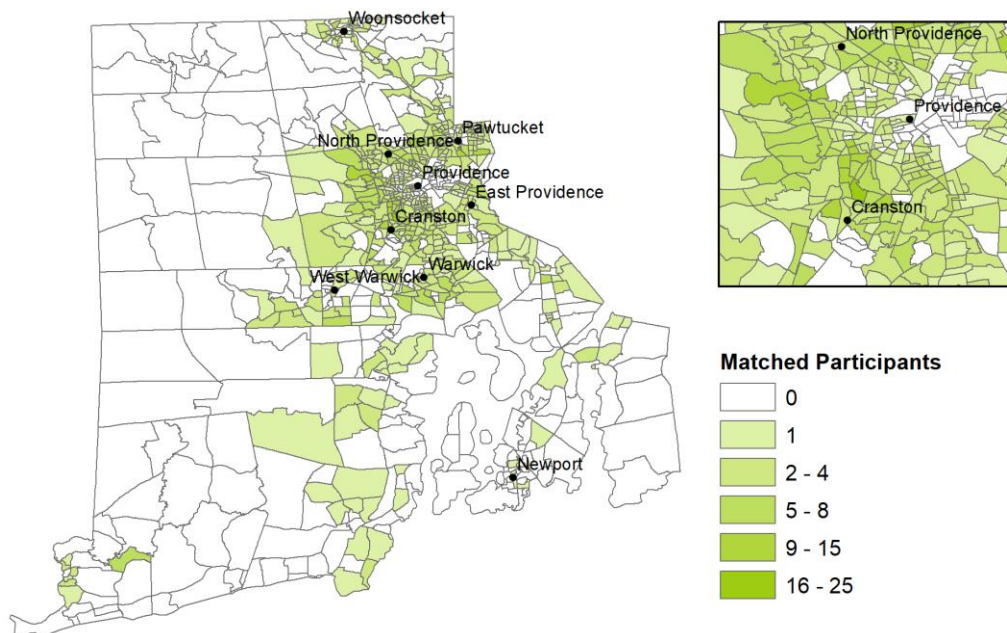 Woonsocket
Pawtucket
North Providence
Providence
East Providence
Cranston
Warwick
West Warwick
Newport
North Providence
Providence
Cranston
Matched Participants
0
1
2 - 4
5 - 8
9 - 15
16 - 25